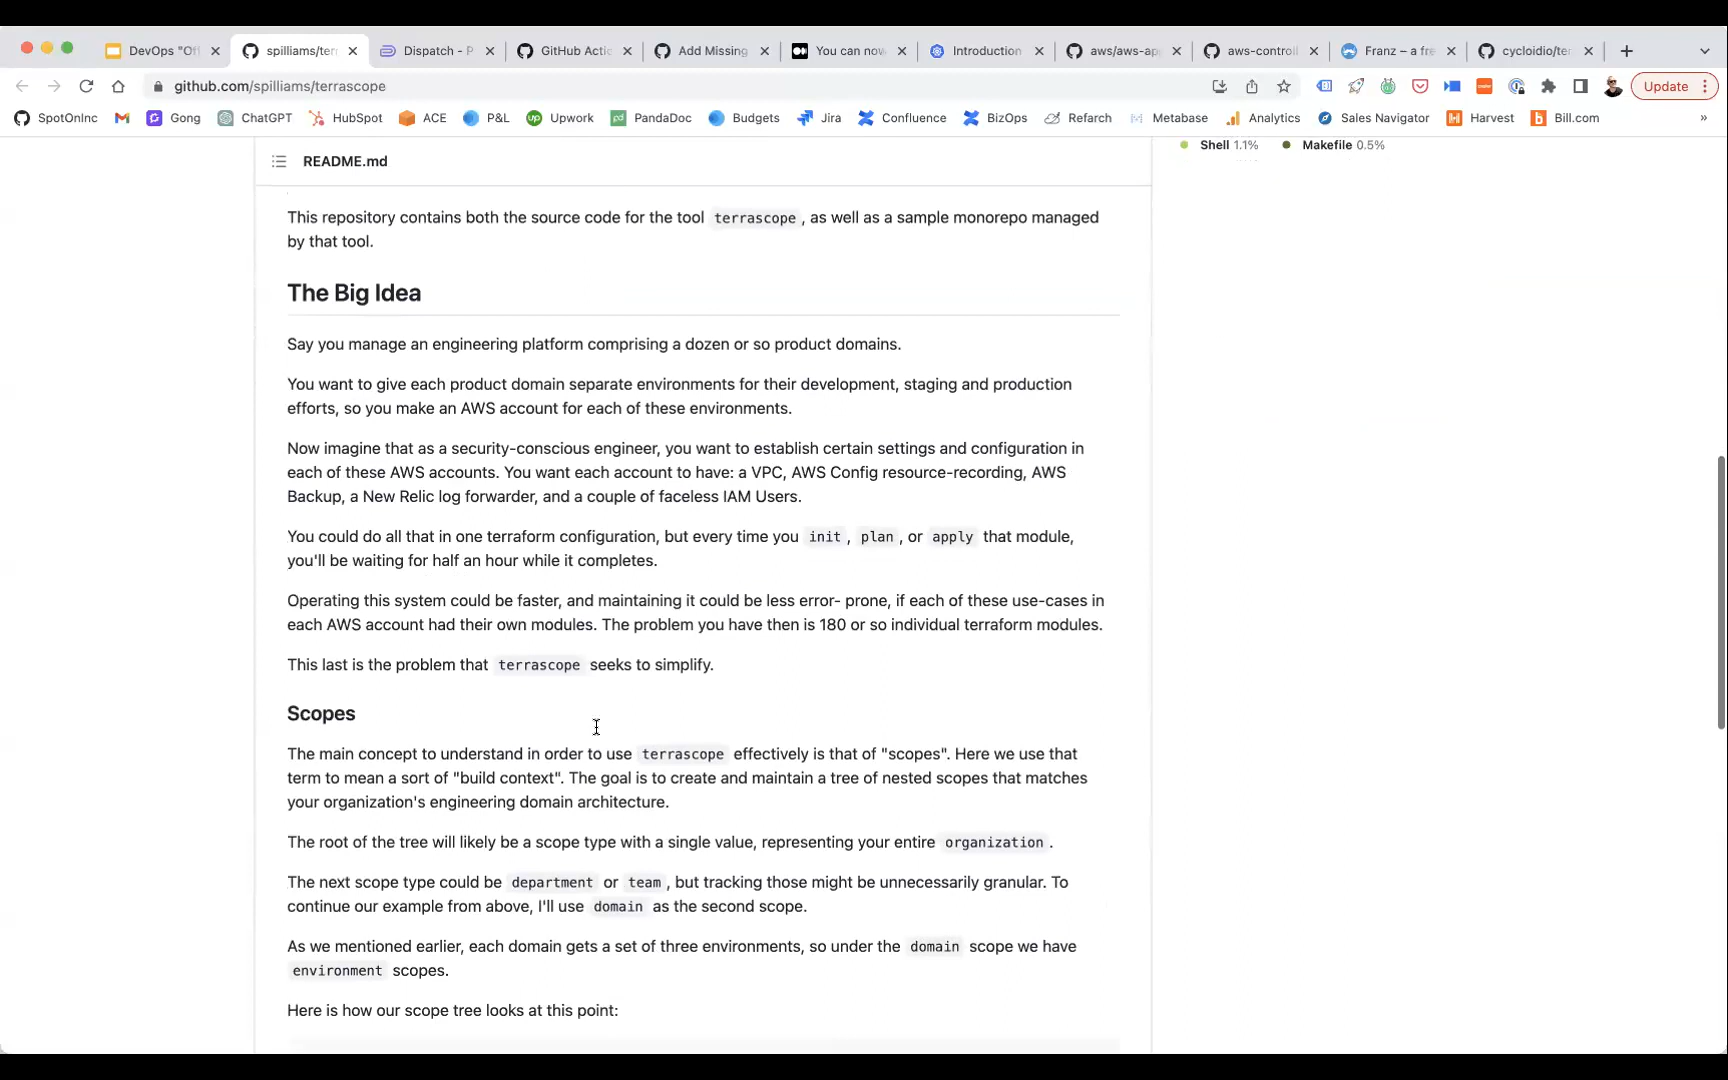 DevOps "Off
spilliams/terr
Dispatch - P
GitHub Actio
Add Missing
You can now
Introduction
aws/aws-ap
aws-controll
Franz – a fre
cycloidio/ter
github.com/spilliams/terrascope
Update
SpotOnInc
Gong
ChatGPT
HubSpot
ACE
P&L
Upwork
PandaDoc
Budgets
Jira
Confluence
BizOps
Refarch
Metabase
Analytics
Sales Navigator
Harvest
Bill.com
»
README.md
Shell 1.1% Makefile 0.5%
This repository contains both the source code for the tool terrascope, as well as a sample monorepo managed
by that tool.
The Big Idea
Say you manage an engineering platform comprising a dozen or so product domains.
You want to give each product domain separate environments for their development, staging and production
efforts, so you make an AWS account for each of these environments.
Now imagine that as a security-conscious engineer, you want to establish certain settings and configuration in
each of these AWS accounts. You want each account to have: a VPC, AWS Config resource-recording, AWS
Backup, a New Relic log forwarder, and a couple of faceless IAM Users.
You could do all that in one terraform configuration, but every time you init, plan, or apply that module,
you'll be waiting for half an hour while it completes.
Operating this system could be faster, and maintaining it could be less error- prone, if each of these use-cases in
each AWS account had their own modules. The problem you have then is 180 or so individual terraform modules.
This last is the problem that terrascope seeks to simplify.
Scopes
The main concept to understand in order to use terrascope effectively is that of "scopes". Here we use that
term to mean a sort of "build context". The goal is to create and maintain a tree of nested scopes that matches
your organization's engineering domain architecture.
The root of the tree will likely be a scope type with a single value, representing your entire organization.
The next scope type could be department or team, but tracking those might be unnecessarily granular. To
continue our example from above, I'll use domain as the second scope.
As we mentioned earlier, each domain gets a set of three environments, so under the domain scope we have
environment scopes.
Here is how our scope tree looks at this point: